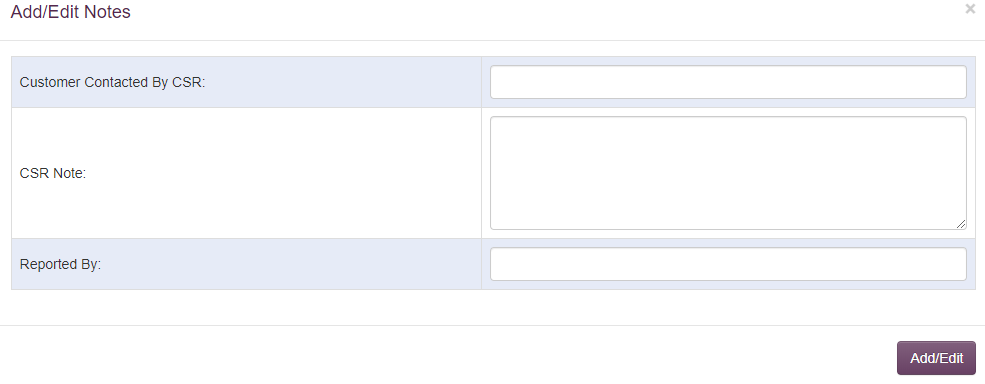 Add/Edit Notes
×
Customer Contacted By CSR:
CSR Note:
Reported By:
Add/Edit